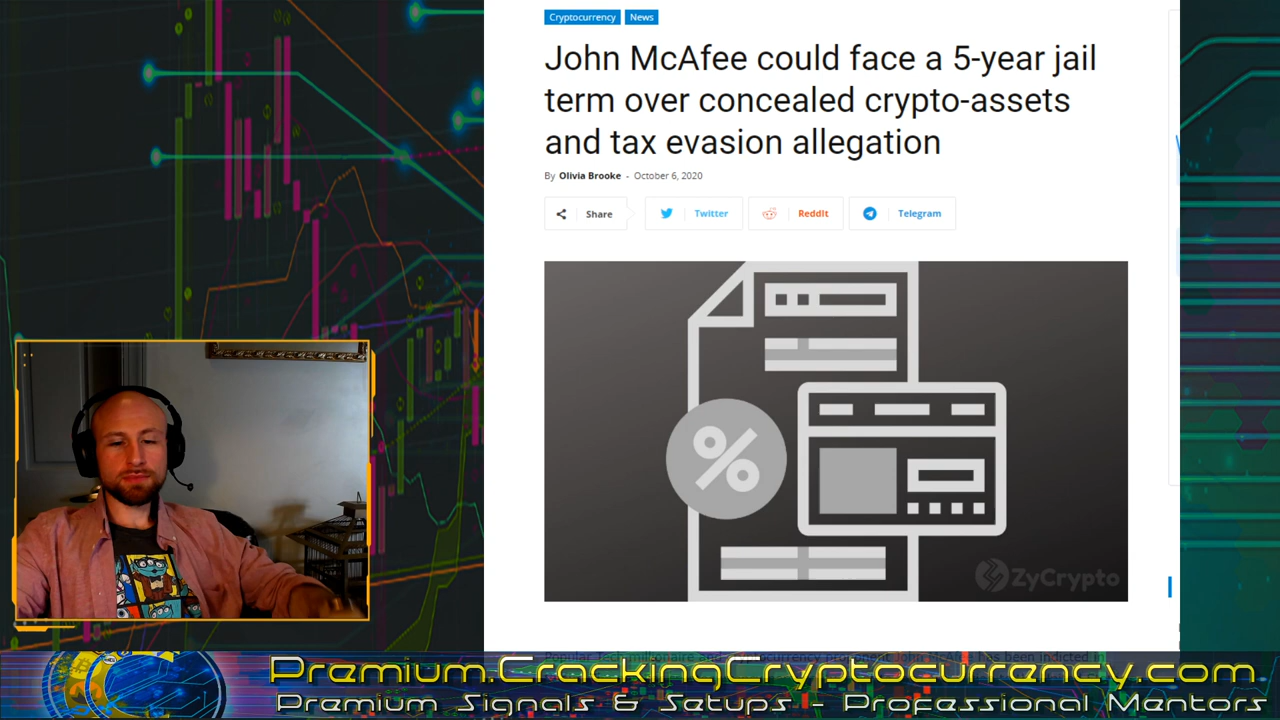 Cryptocurrency News
John McAfee could face a 5-year jail
term over concealed crypto-assets
and tax evasion allegation
By Olivia Brooke - October 6, 2020
Share Twitter ReddIt Telegram
ZyCrypto
Premium.CrackingCryptocurrency.com
Premium Signals & Setups - Professional Mentors